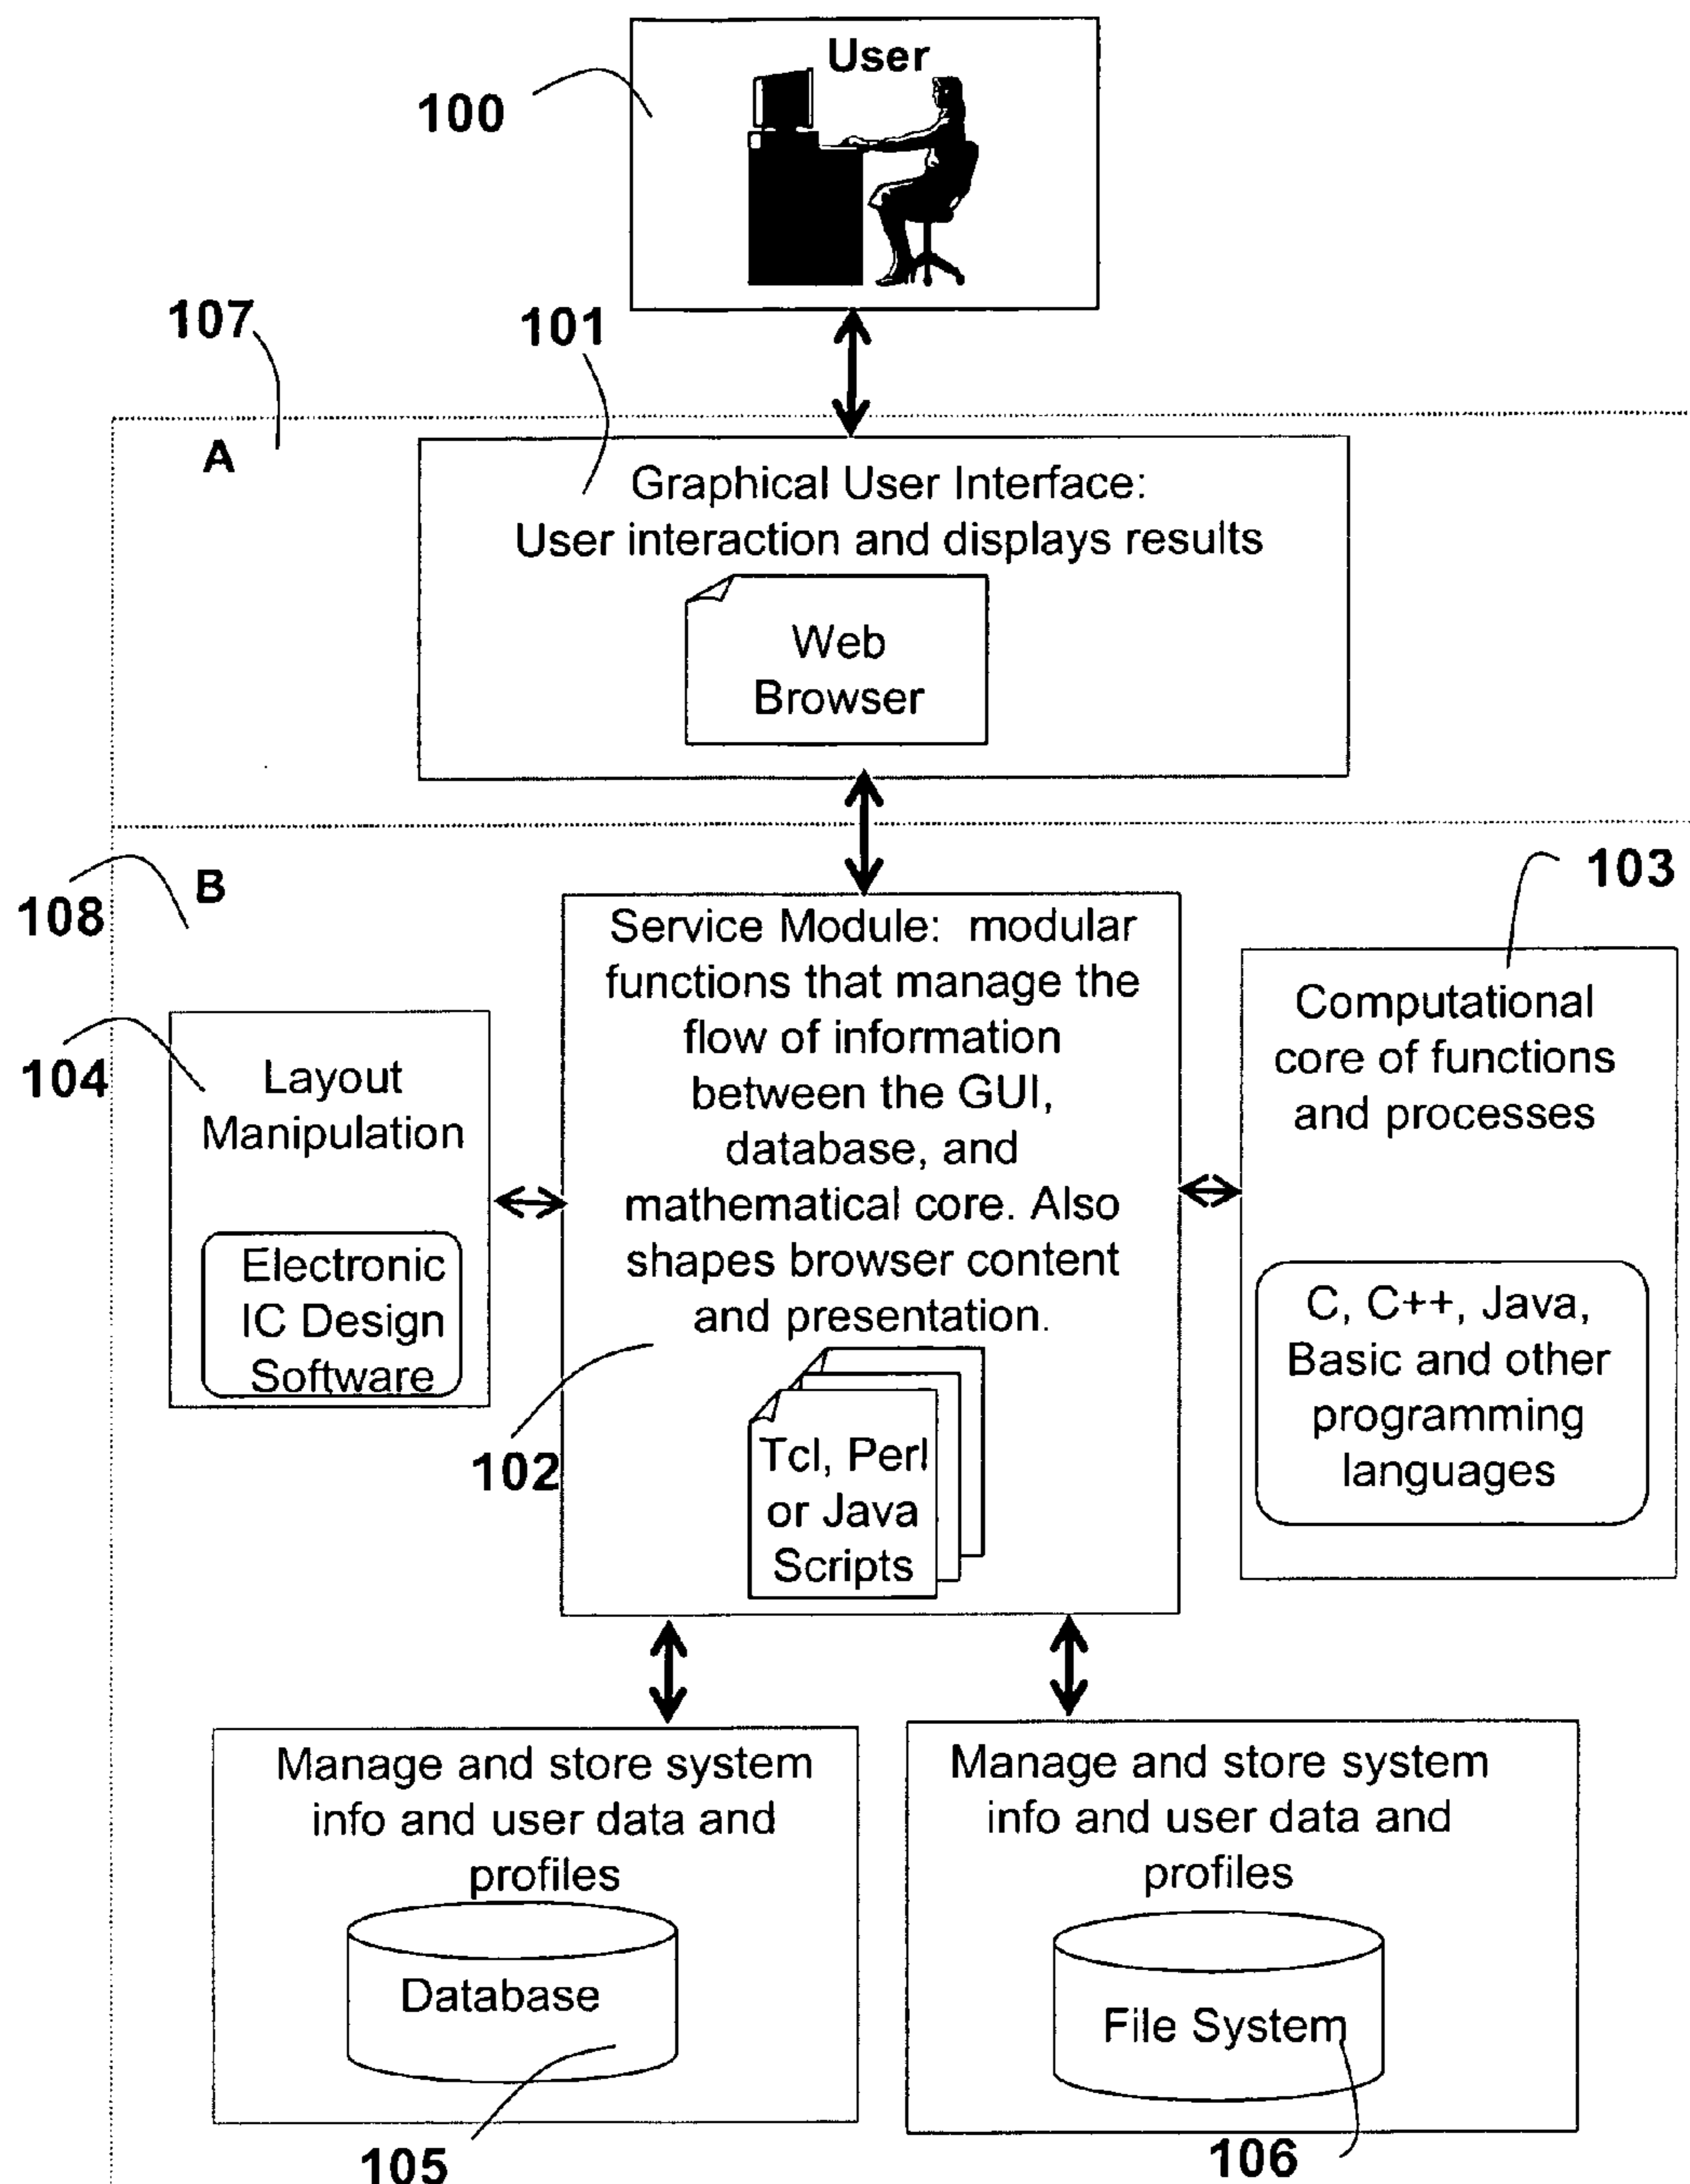 User
100
107
101
A
Graphical User Interface:
User interaction and displays results
Web
Browser
108
B
103
Service Module: modular
functions that manage the
flow of information
between the GUI,
database, and
mathematical core. Also
shapes browser content
and presentation.
104
Layout
Manipulation
Electronic
IC Design
Software
Computational
core of functions
and processes
C, C++, Java,
Basic and other
programming
languages
102
Tcl, Perl
or Java
Scripts
Manage and store system
info and user data and
profiles
Database
105
Manage and store system
info and user data and
profiles
File System
106